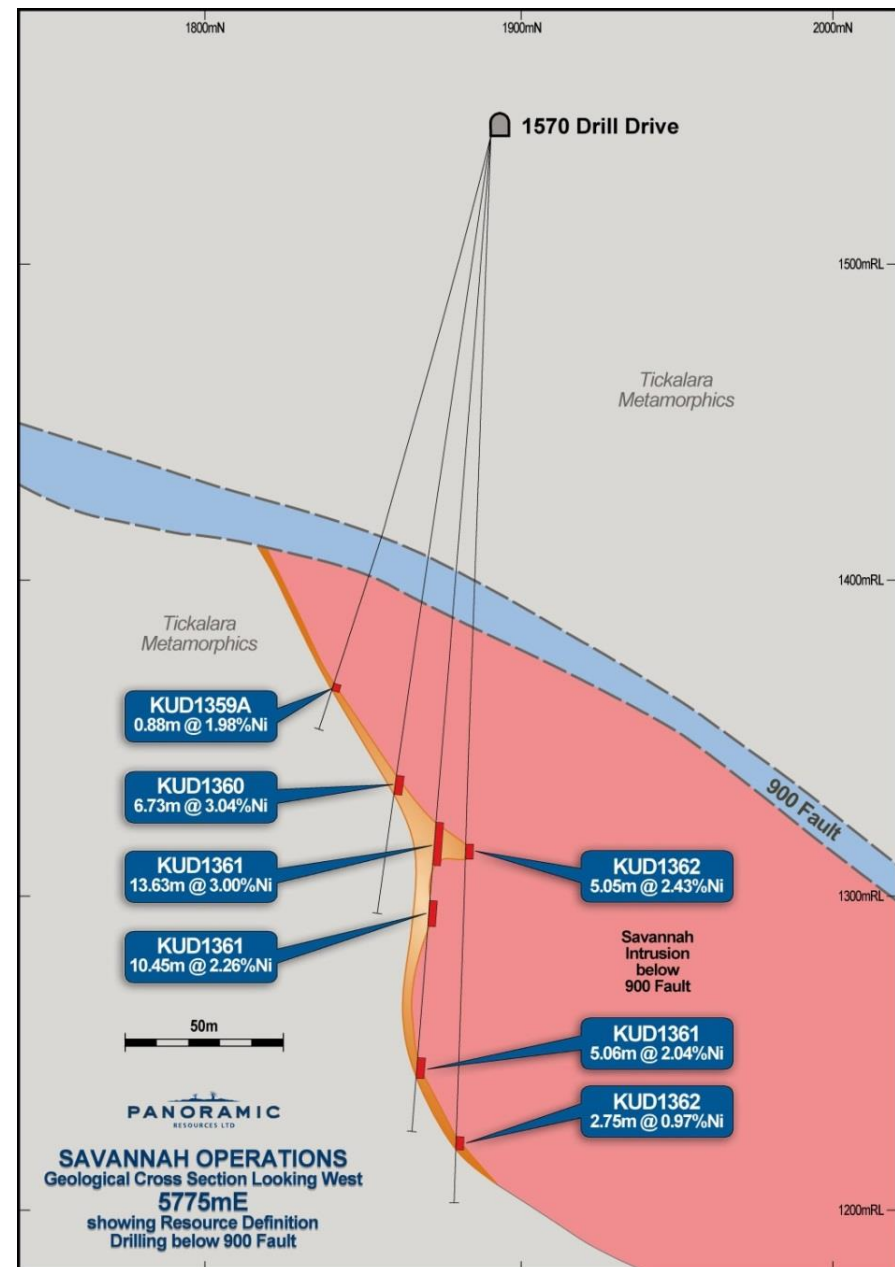 1800mN
1900mN
2000mN
1570 Drill Drive
1500mRL
Tickalara
Metamorphics
1400mRL
Tickalara
Metamorphics
KUD1359A
0.88m @ 1.98%Ni
KUD1360
6.73m @ 3.04%Ni
900 Fault
KUD1361
13.63m @ 3.00%Ni
KUD1362
5.05m @ 2.43%Ni
1300mRL
KUD1361
10.45m @ 2.26%Ni
Savannah
Intrusion
below
900 Fault
50m
KUD1361
5.06m @ 2.04%Ni
KUD1362
2.75m @ 0.97%Ni
PANORAMIC
RESOURCES LTD
SAVANNAH OPERATIONS
Geological Cross Section Looking West
5775mE
showing Resource Definition
Drilling below 900 Fault
1200mRL